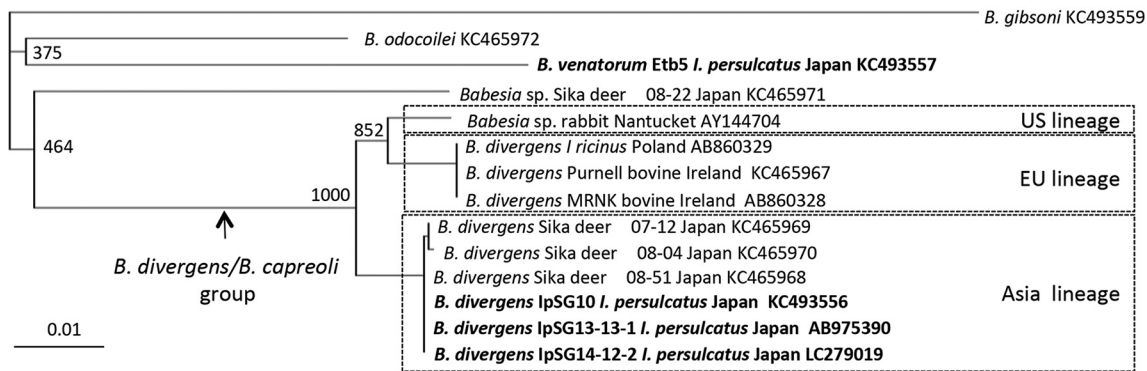 B. gibsoni KC493559
B. odocoilei KC465972
375
B. venatorum Etb5 I. persulcatus Japan KC493557
Babesia sp. Sika deer 08-22 Japan KC465971
Babesia sp. rabbit Nantucket AY144704
US lineage
852
464
B. divergens I ricinus Poland AB860329
B. divergens Purnell bovine Ireland KC465967
EU lineage
1000
B. divergens MRNK bovine Ireland AB860328
B. divergens Sika deer 07-12 Japan KC465969
B. divergens Sika deer 08-04 Japan KC465970
B. divergens/B. capreoli
group
B. divergens Sika deer 08-51 Japan KC465968
Asia lineage
B. divergens IpSG10 I. persulcatus Japan KC493556
B. divergens IpSG13-13-1 I. persulcatus Japan AB975390
B. divergens IpSG14-12-2 I. persulcatus Japan LC279019
0.01